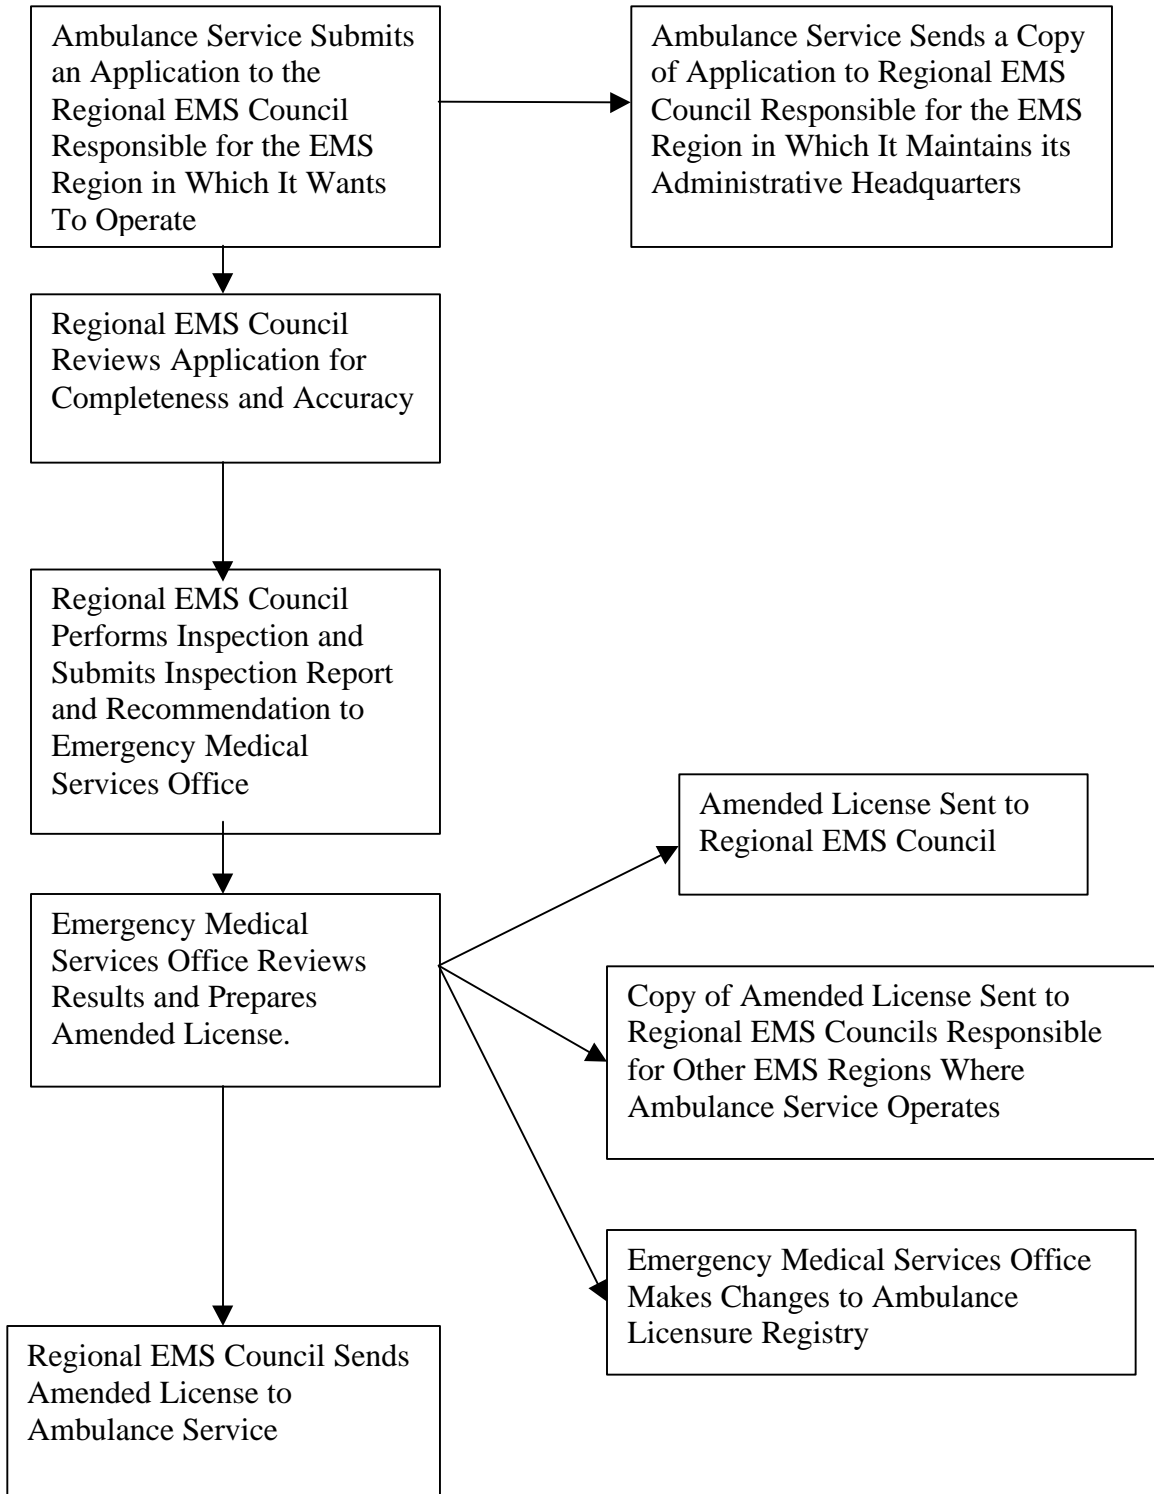 Ambulance Service Submits
an Application to the
Regional EMS Council
Responsible for the EMS
Region in Which It Wants
To Operate
Ambulance Service Sends a Copy
of Application to Regional EMS
Council Responsible for the EMS
Region in Which It Maintains its
Administrative Headquarters
Regional EMS Council
Reviews Application for
Completeness and Accuracy
Regional EMS Council
Performs Inspection and
Submits Inspection Report
and Recommendation to
Emergency Medical
Services Office
Amended License Sent to
Regional EMS Council
Emergency Medical
Services Office Reviews
Results and Prepares
Amended License.
Copy of Amended License Sent to
Regional EMS Councils Responsible
for Other EMS Regions Where
Ambulance Service Operates
Emergency Medical Services Office
Makes Changes to Ambulance
Licensure Registry
Regional EMS Council Sends
Amended License to
Ambulance Service